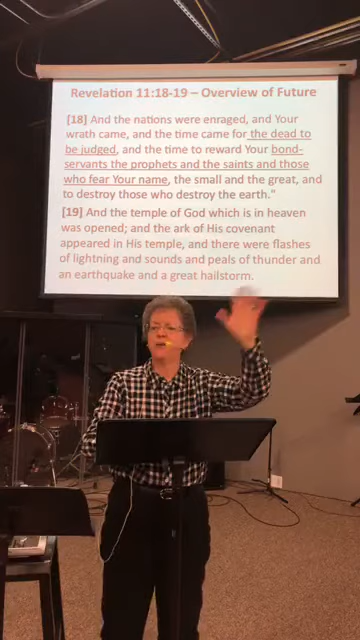 Revelation 11:18-19 – Overview of Future
[18] And the nations were enraged, and Your
wrath came, and the time came for the dead to
be judged, and the time to reward Your bond-
servants the prophets and the saints and those
who fear Your name, the small and the great, and
to destroy those who destroy the earth."
[19] And the temple of God which is in heaven
was opened; and the ark of His covenant
appeared in His temple, and there were flashes
of lightning and sounds and peals of thunder and
an earthquake and a great hailstorm.